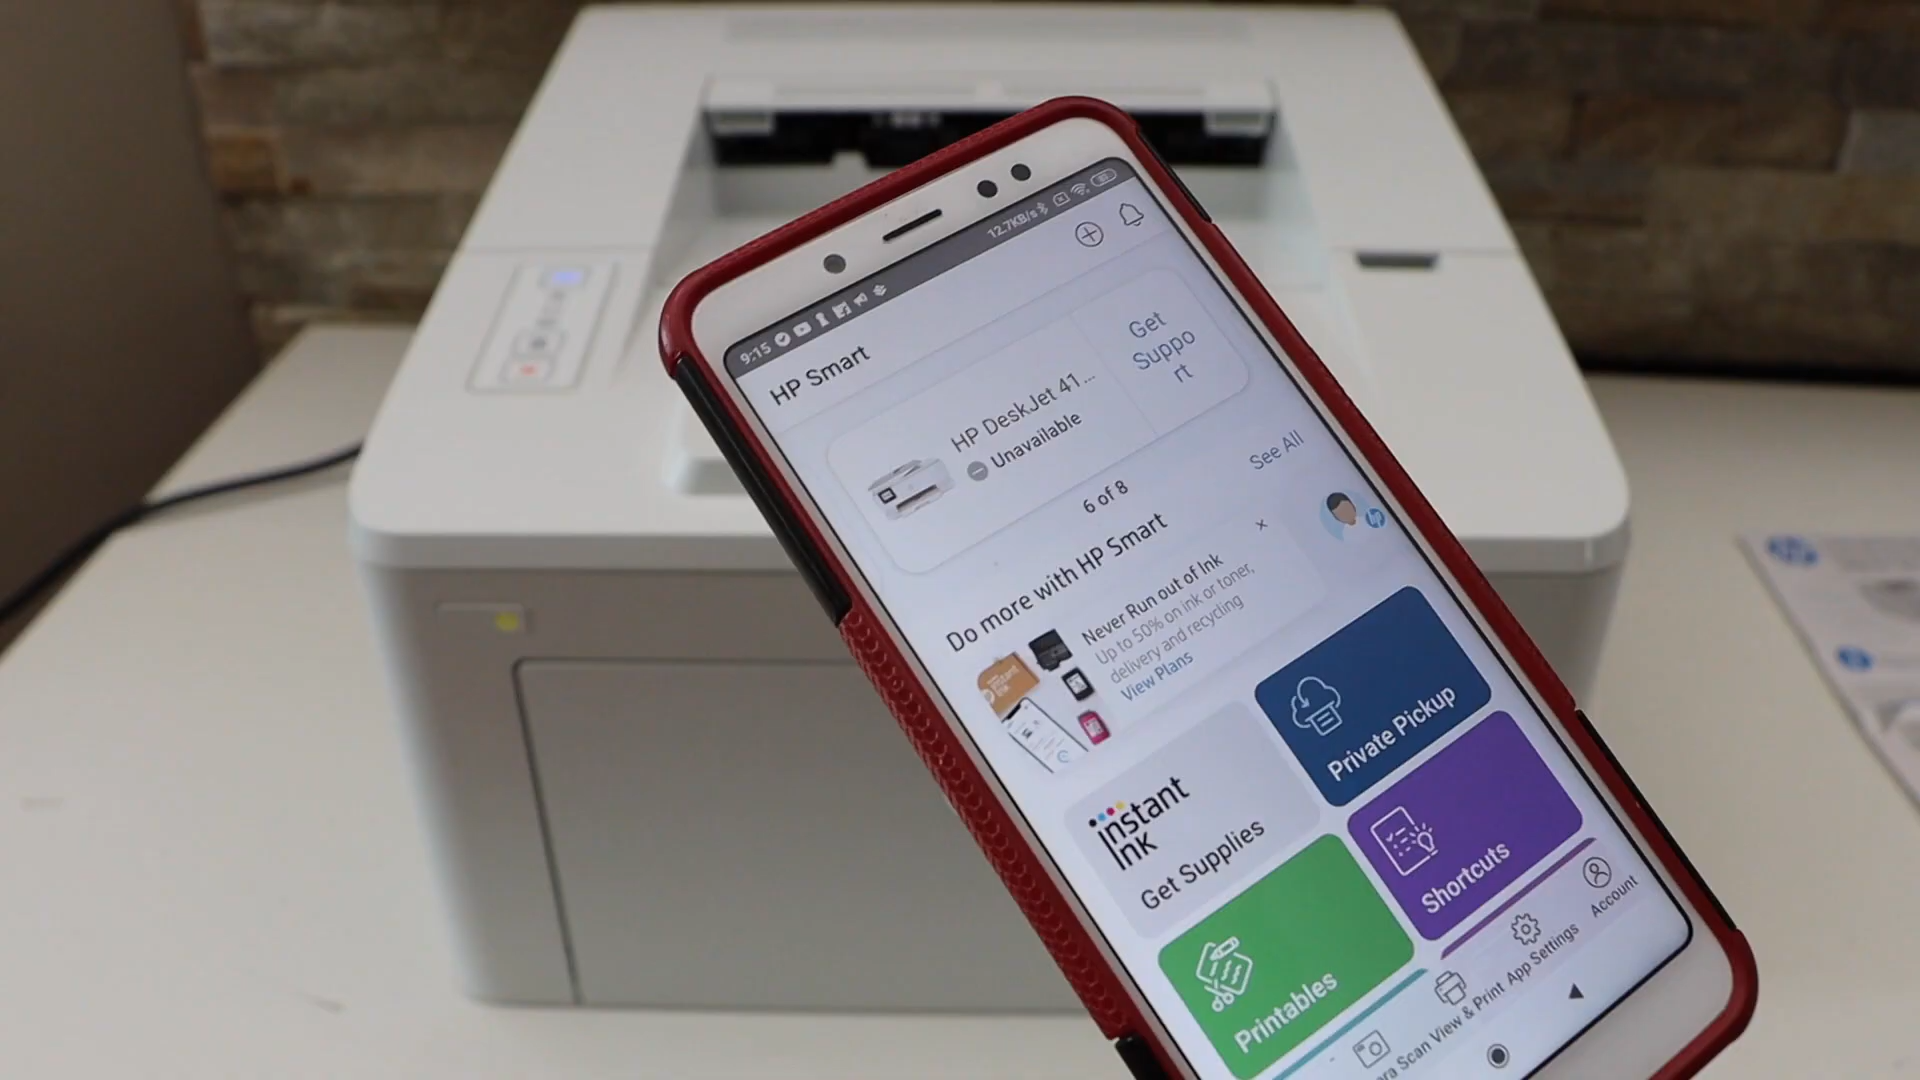 9:15
12.7KB/s
HP Smart
HP DeskJet 41...
Unavailable
Get
Suppo
rt
6 of 8
See All
Do more with HP Smart
Never Run out of Ink
Up to 50% on ink or toner,
delivery and recycling
View Plans
hp
instant
ink
Get Supplies
Private Pickup
Printables
Shortcuts
Scan
View & Print
App Settings
Account
hp